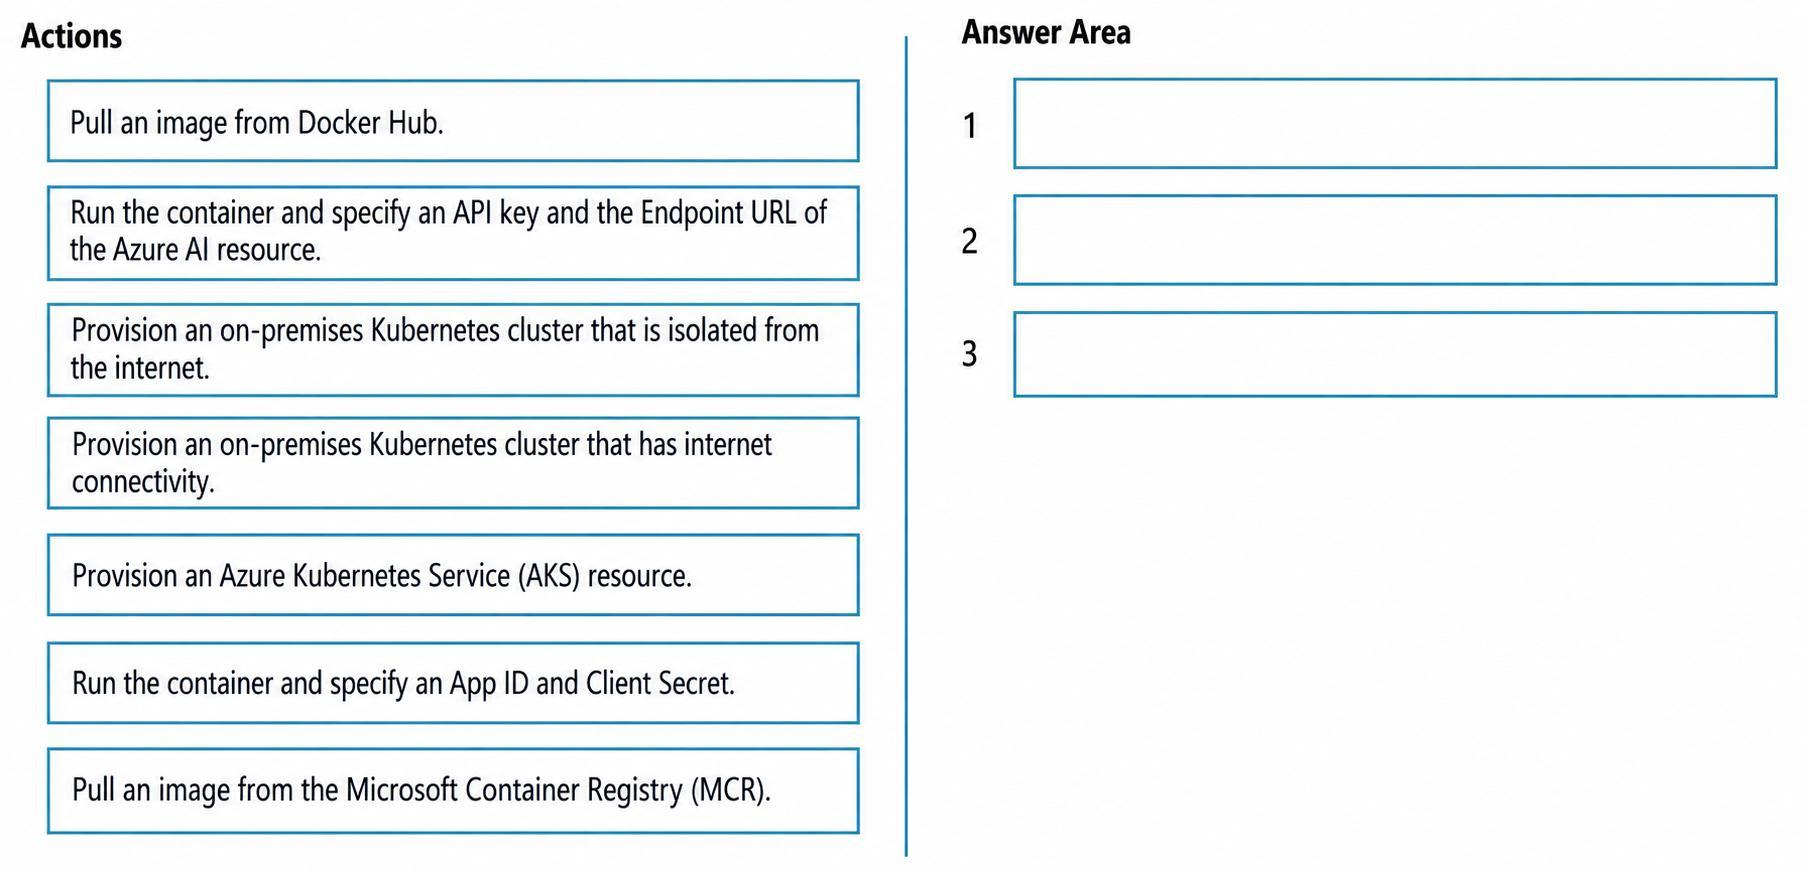 Actions
Pull an image from Docker Hub.
Run the container and specify an API key and the Endpoint URL of
the Azure AI resource.
Provision an on-premises Kubernetes cluster that is isolated from
the internet.
Provision an on-premises Kubernetes cluster that has internet
connectivity.
Provision an Azure Kubernetes Service (AKS) resource.
Run the container and specify an App ID and Client Secret.
Pull an image from the Microsoft Container Registry (MCR).
Answer Area
1
2
3